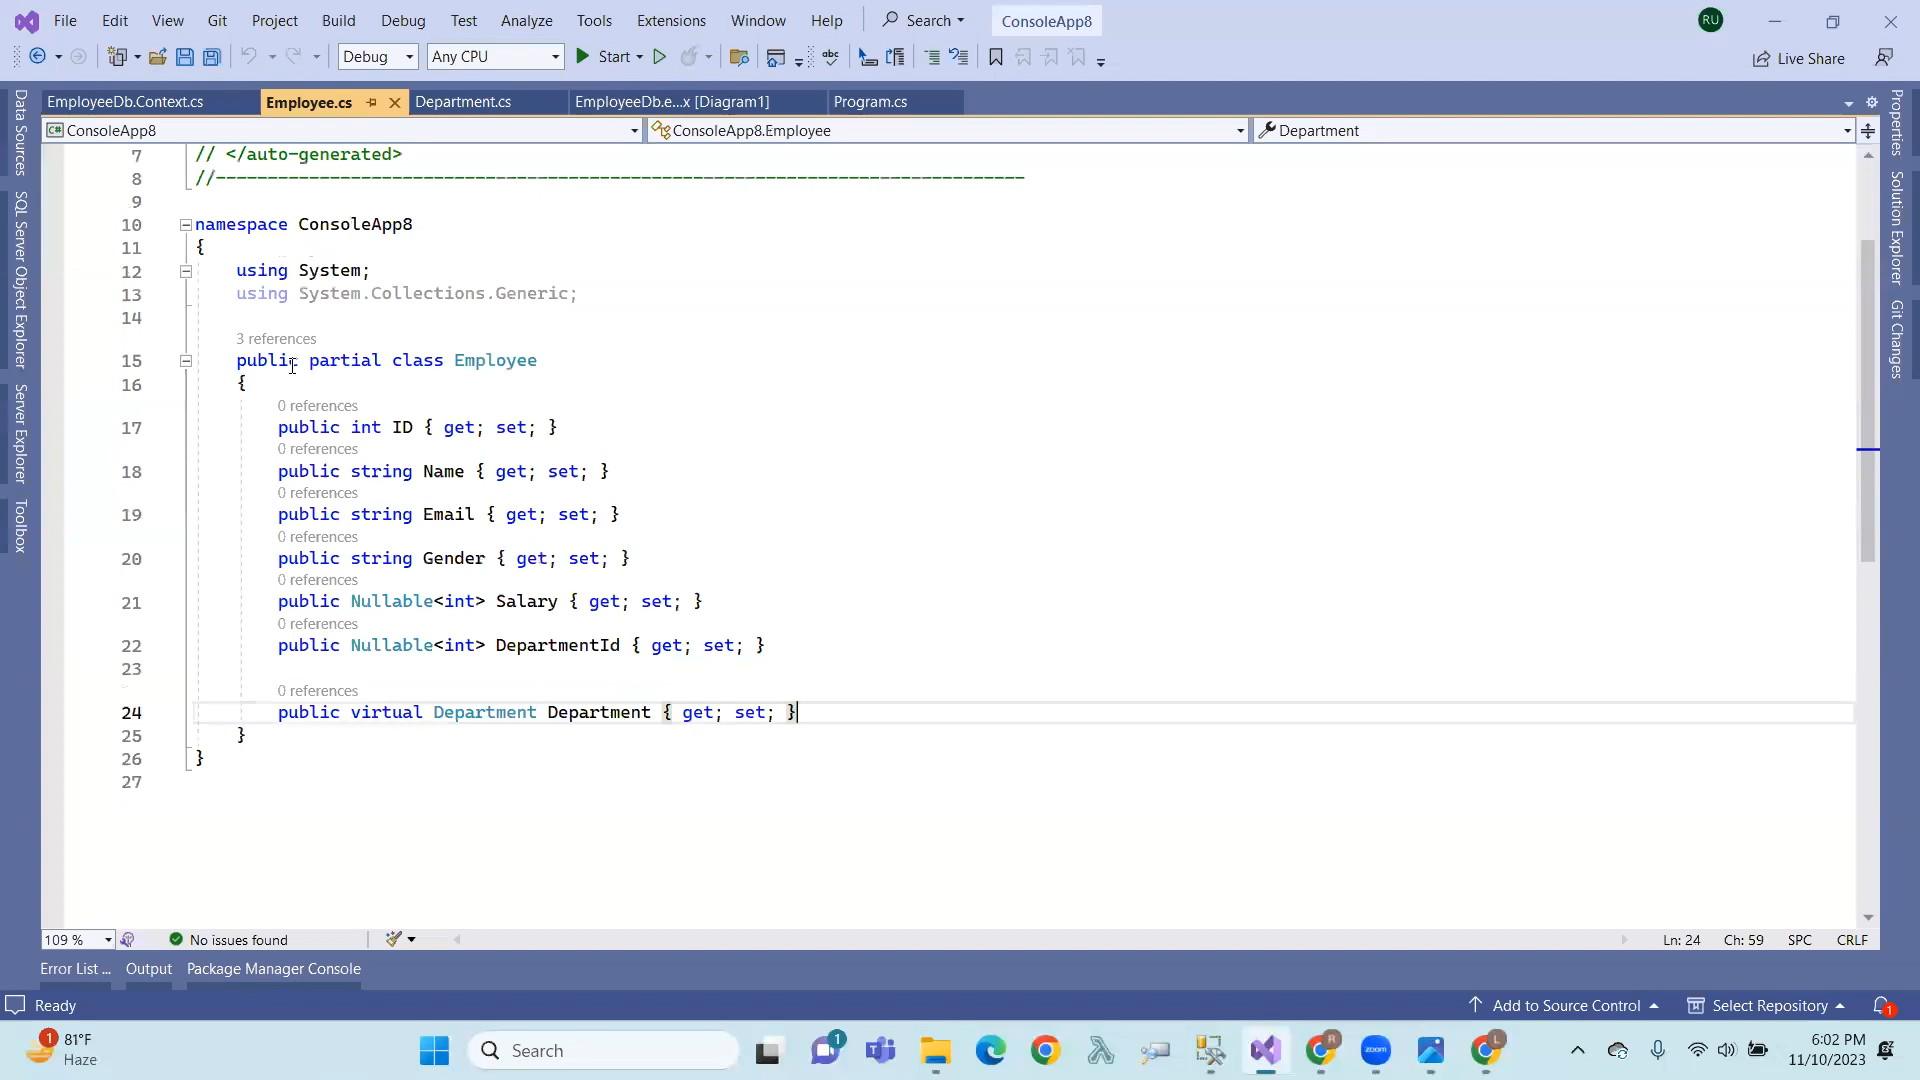 File Edit View Git Project Build Debug Test Analyze Tools Extensions Window Help Search ConsoleApp8 RU
Debug Any CPU Start abc Live Share
EmployeeDb.Context.cs Employee.cs Department.cs EmployeeDb.e...x [Diagram1] Program.cs
C# ConsoleApp8 ConsoleApp8.Employee Department
Data Sources
SQL Server Object Explorer
Server Explorer
Toolbox
7 // </auto-generated>
8 //------------------------------------------------------------------------------
9
10 namespace ConsoleApp8
11 {
12 using System;
13 using System.Collections.Generic;
14
3 references
15 public partial class Employee
16 {
0 references
17 public int ID { get; set; }
0 references
18 public string Name { get; set; }
0 references
19 public string Email { get; set; }
0 references
20 public string Gender { get; set; }
0 references
21 public Nullable<int> Salary { get; set; }
0 references
22 public Nullable<int> DepartmentId { get; set; }
23
0 references
24 public virtual Department Department { get; set; }
25 }
26 }
27
Properties
Solution Explorer
Git Changes
109 % No issues found Ln: 24 Ch: 59 SPC CRLF
Error List ... Output Package Manager Console
Ready Add to Source Control Select Repository 1
1 81°F
Haze
Search 1 R zoom L
6:02 PM
11/10/2023